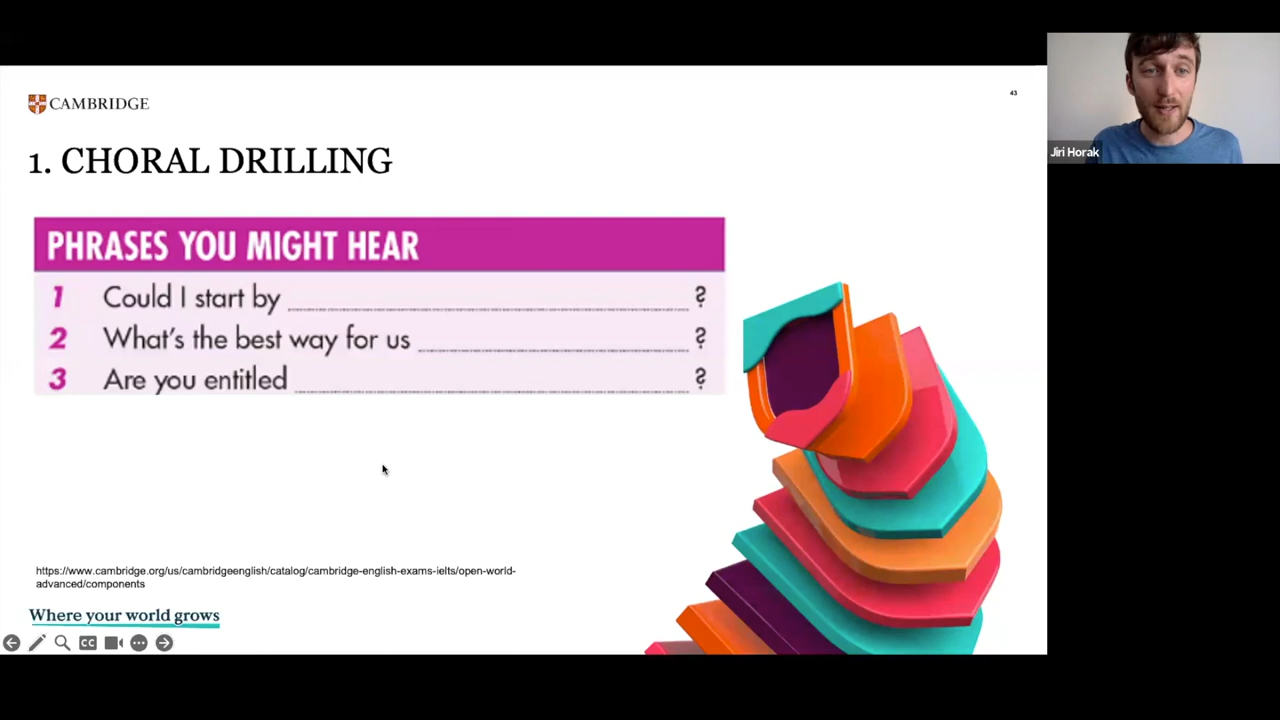 CAMBRIDGE
43
1. CHORAL DRILLING
PHRASES YOU MIGHT HEAR
1 Could I start by ?
2 What's the best way for us ?
3 Are you entitled ?
https://www.cambridge.org/us/cambridgeenglish/catalog/cambridge-english-exams-ielts/open-world-
advanced/components
Where your world grows
CC
Jiri Horak